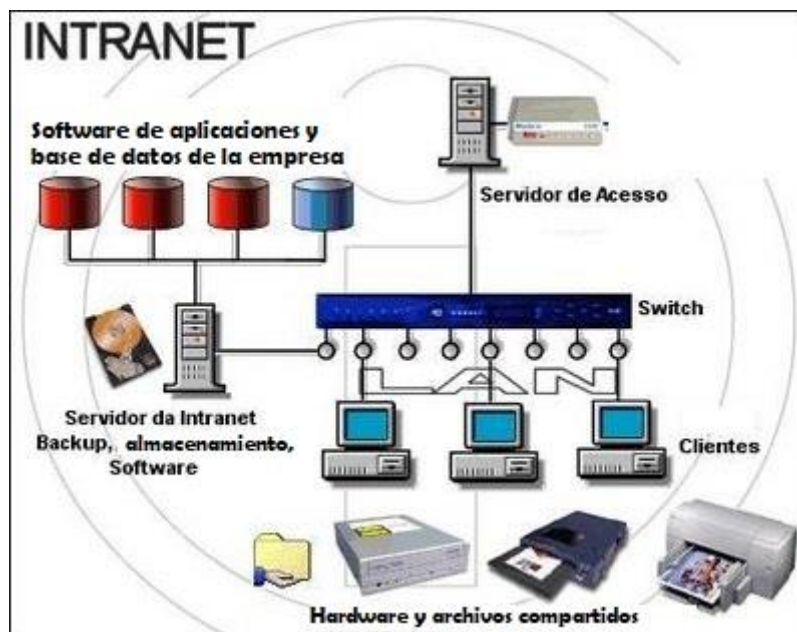 INTRANET
Software de aplicaciones y
base de datos de la empresa
Servidor de Acesso
Switch
LAN
Servidor da Intranet
Backup, almacenamiento,
Software
Clientes
Hardware y archivos compartidos